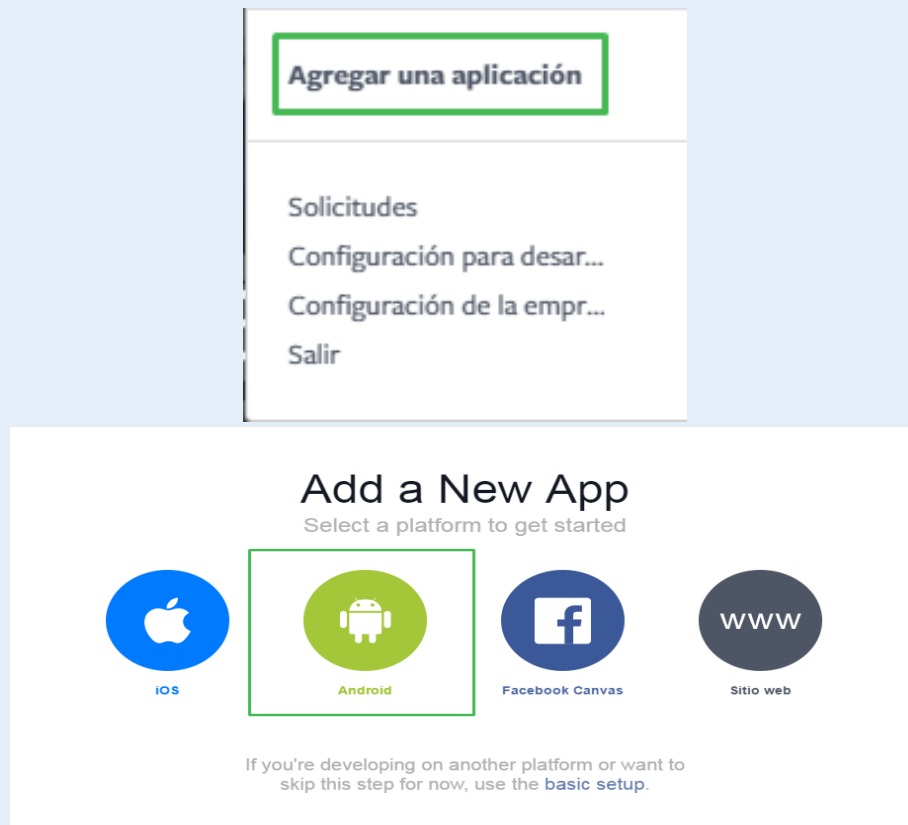 Agregar una aplicación
Solicitudes
Configuración para desar...
Configuración de la empr...
Salir
Add a New App
Select a platform to get started
www
iOS
Android
Facebook Canvas
Sitio web
If you're developing on another platform or want to
skip this step for now, use the basic setup.